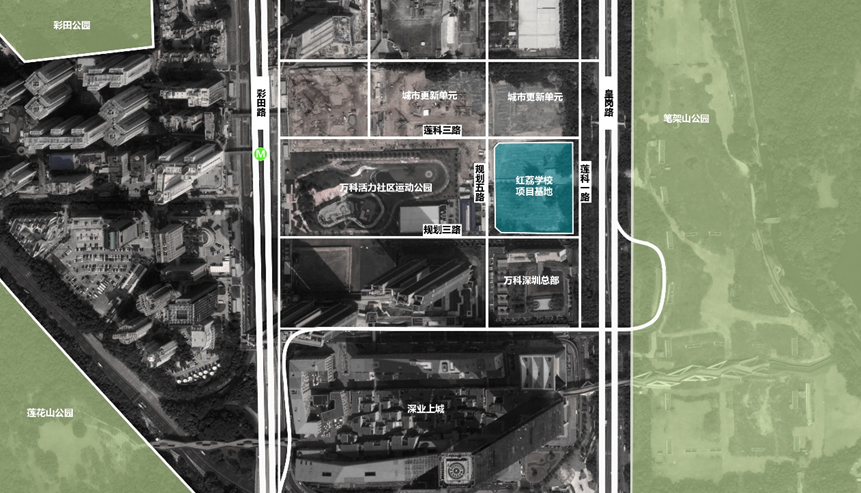 彩田公园
彩田路
城市更新单元
城市更新单元
皇岗路
笔架山公园
莲科三路
M
万科活力社区运动公园
规划五路
红荔学校
项目基地
莲科一路
规划三路
万科深圳总部
莲花山公园
深业上城